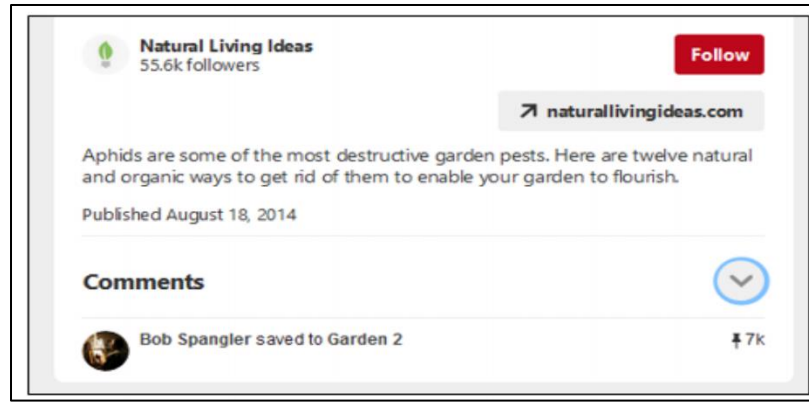 Natural Living Ideas
55.6k followers
Follow
naturallivingideas.com
Aphids are some of the most destructive garden pests. Here are twelve natural
and organic ways to get rid of them to enable your garden to flourish.
Published August 18, 2014
Comments
Bob Spangler saved to Garden 2
7k